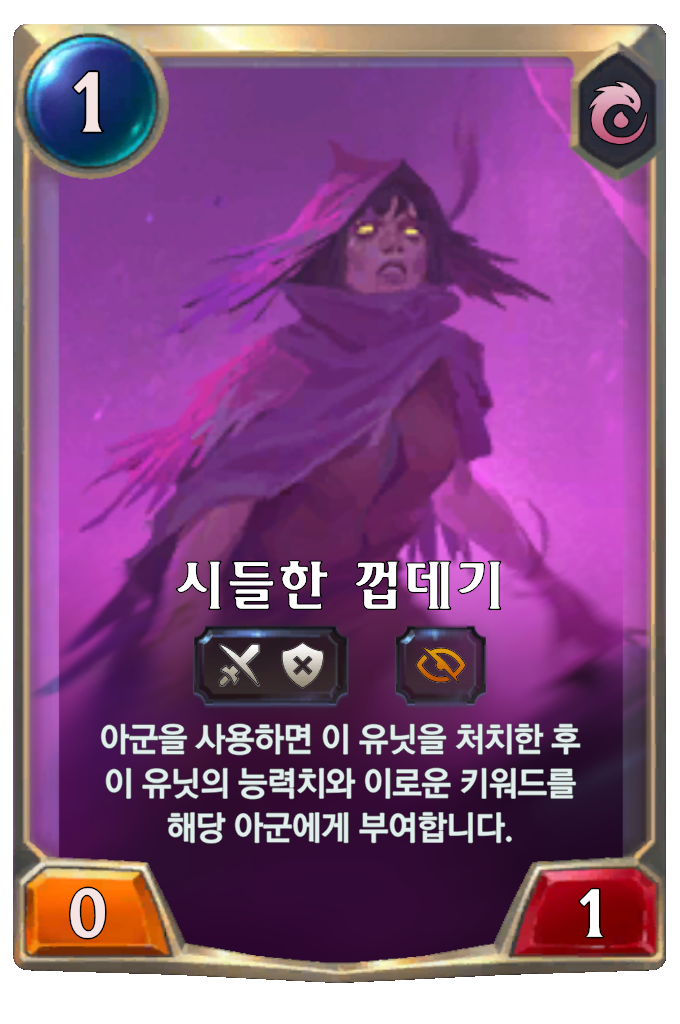 1
시들한 껍데기
아군을 사용하면 이 유닛을 처치한 후
이 유닛의 능력치와 이로운 키워드를
해당 아군에게 부여합니다.
0
1